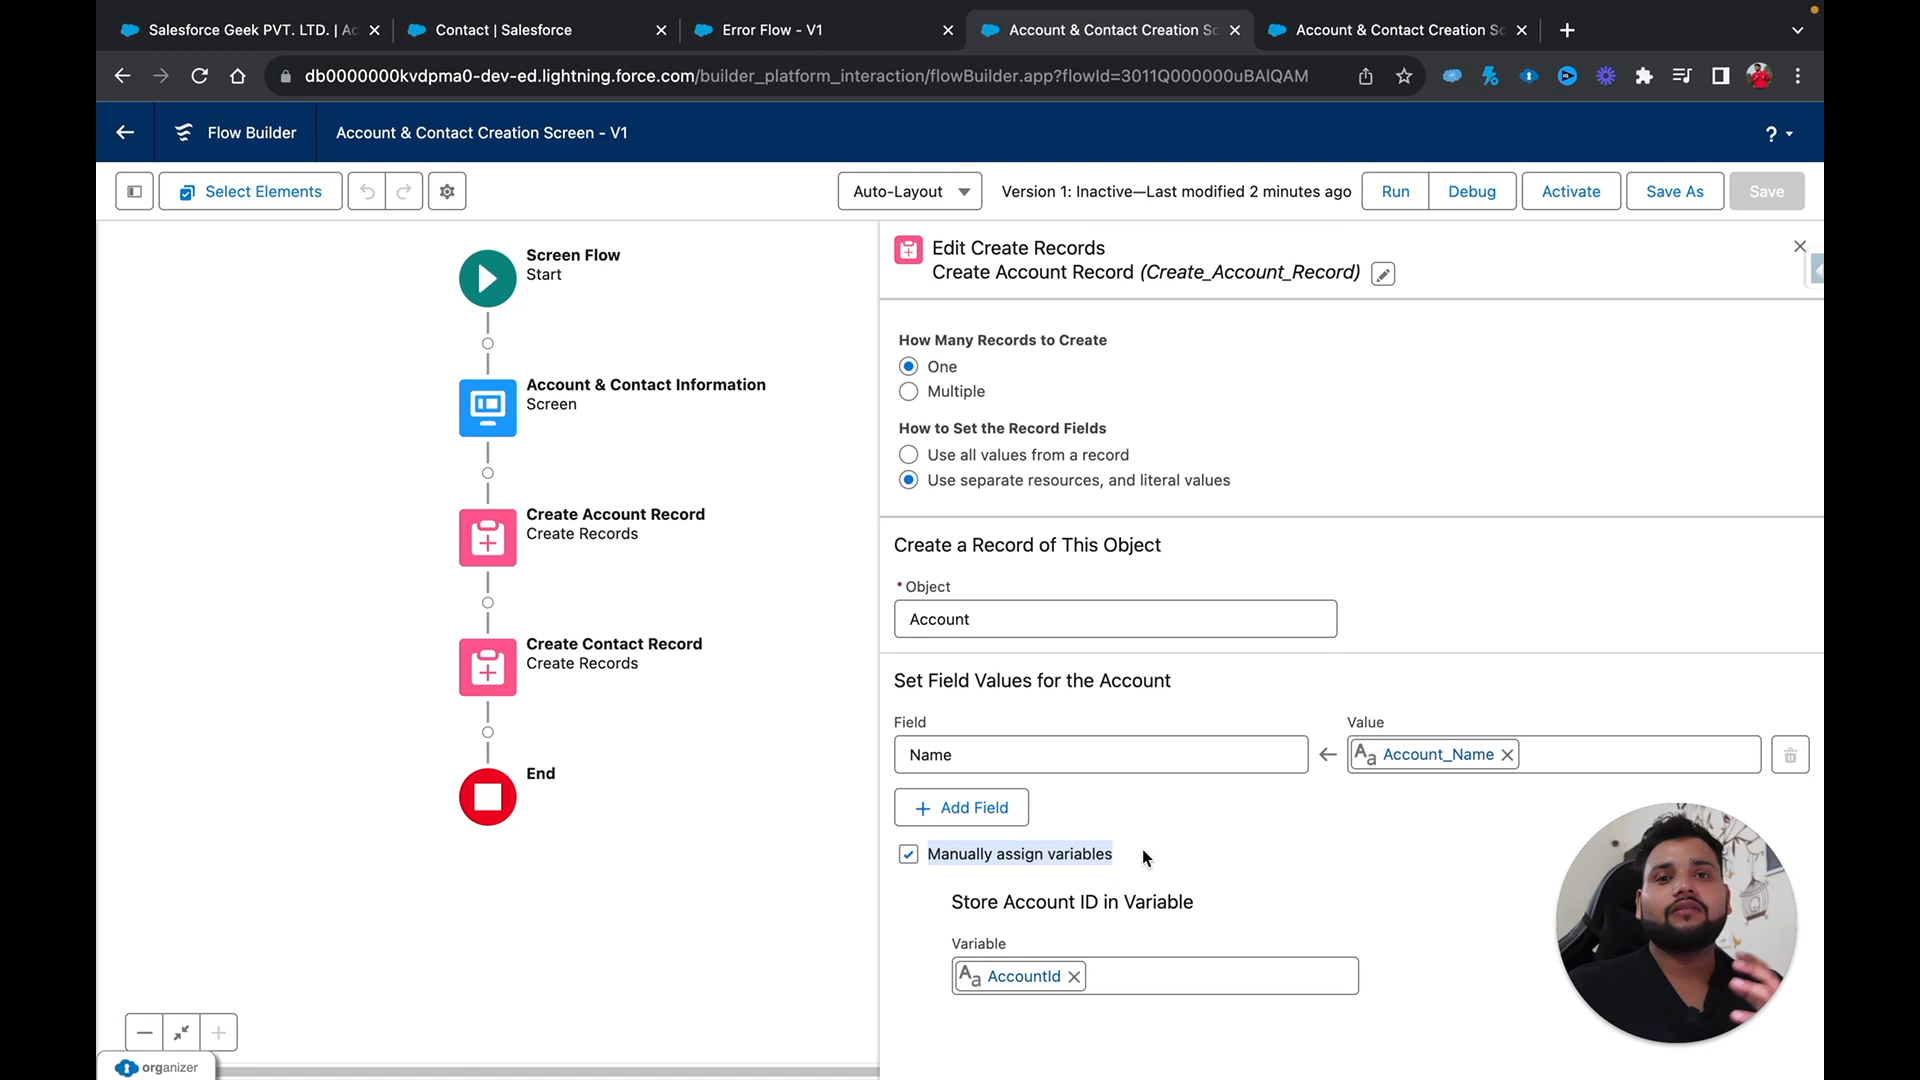 Salesforce Geek PVT. LTD. | Ac
Contact | Salesforce
Error Flow - V1
Account & Contact Creation Sc
Account & Contact Creation Sc
db0000000kvdpma0-dev-ed.lightning.force.com/builder_platform_interaction/flowBuilder.app?flowId=3011Q000000uBAlQAM
Flow Builder
Account & Contact Creation Screen - V1
?
Select Elements
Auto-Layout
Version 1: Inactive—Last modified 2 minutes ago
Run
Debug
Activate
Save As
Save
Screen Flow
Start
Account & Contact Information
Screen
Create Account Record
Create Records
Create Contact Record
Create Records
End
Edit Create Records
Create Account Record (Create_Account_Record)
How Many Records to Create
One
Multiple
How to Set the Record Fields
Use all values from a record
Use separate resources, and literal values
Create a Record of This Object
* Object
Account
Set Field Values for the Account
Field
Value
Name
Aa Account_Name
+ Add Field
Manually assign variables
Store Account ID in Variable
Variable
Aa AccountId
organizer